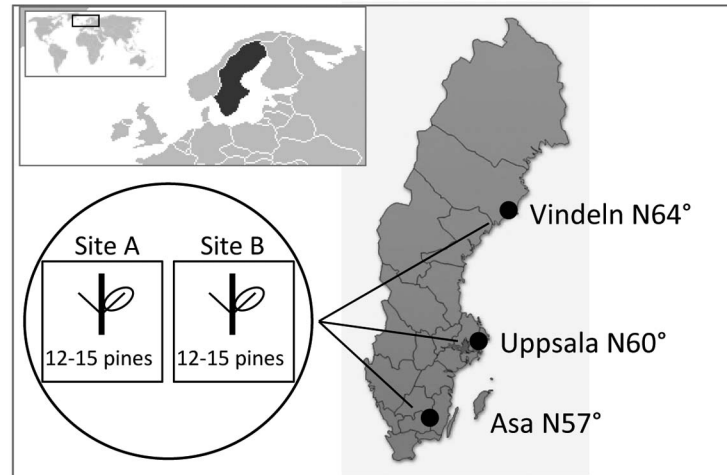 Site A
Site B
12-15 pines
12-15 pines
Vindeln N64°
Uppsala N60°
Asa N57°